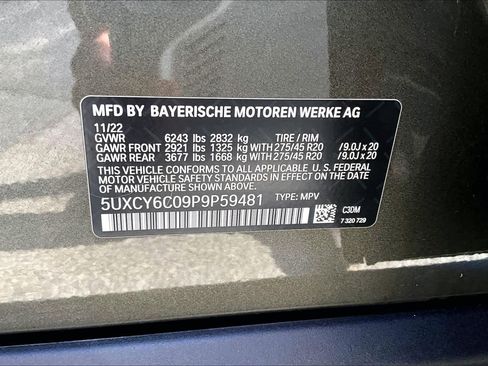 MFD BY BAYERISCHE MOTOREN WERKE AG
11/22
GVWR 6243 lbs 2832 kg TIRE / RIM
GAWR FRONT 2921 lbs 1325 kg WITH 275/45 R20 /9.0J x 20
GAWR REAR 3677 lbs 1668 kg WITH 275/45 R20 /9.0J x 20
THIS VEHICLE CONFORMS TO ALL APPLICABLE U. S. FEDERAL
MOTOR VEHICLE SAFETY STANDARDS IN EFFECT ON THE
DATE OF MANUFACTURE SHOWN ABOVE.
5UXCY6C09P9P59481 TYPE: MPV C3DM
7 320 729